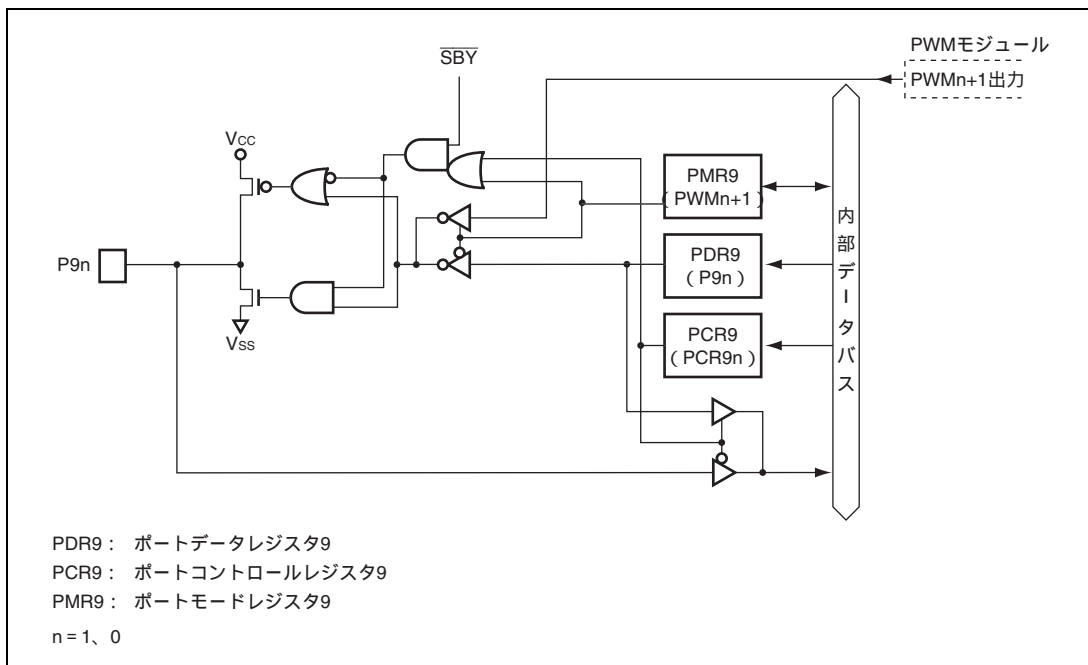 PWMモジュール
SBY
PWMn+1出力
VCC
PMR9
(PWMn+1)
P9n
PDR9
(P9n)
VSS
PCR9
(PCR9n)
内部データバス
PDR9: ポートデータレジスタ9
PCR9: ポートコントロールレジスタ9
PMR9: ポートモードレジスタ9
n = 1、0